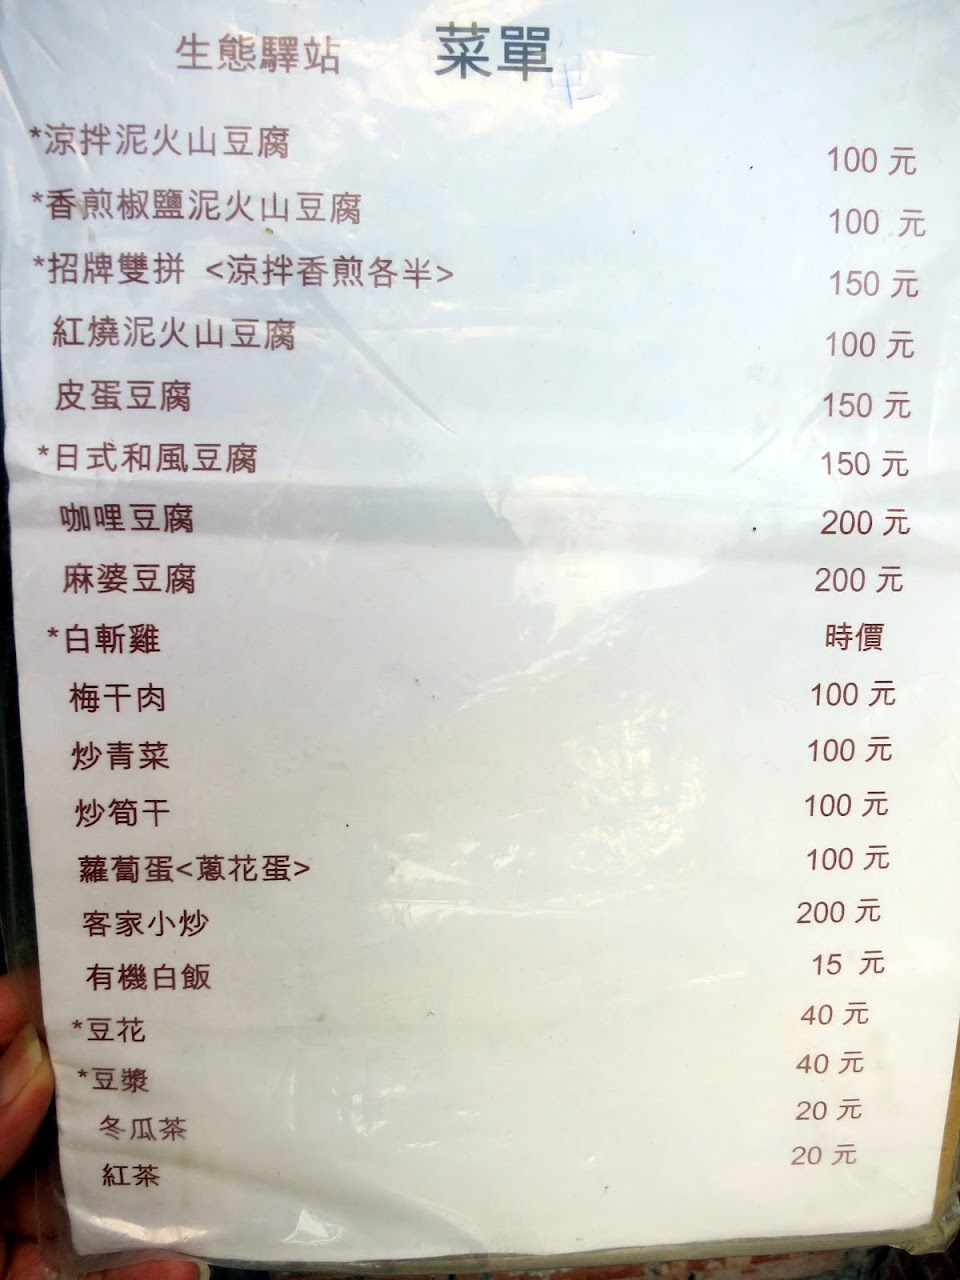 生態驛站 菜單
*涼拌泥火山豆腐 100 元
*香煎椒鹽泥火山豆腐 100 元
*招牌雙拼 <涼拌香煎各半> 150 元
紅燒泥火山豆腐 100 元
皮蛋豆腐 150 元
*日式和風豆腐 150 元
咖哩豆腐 200 元
麻婆豆腐 200 元
*白斬雞 時價
梅干肉 100 元
炒青菜 100 元
炒筍干 100 元
蘿蔔蛋<蔥花蛋> 100 元
客家小炒 200 元
有機白飯 15 元
*豆花 40 元
*豆漿 40 元
冬瓜茶 20 元
紅茶 20 元